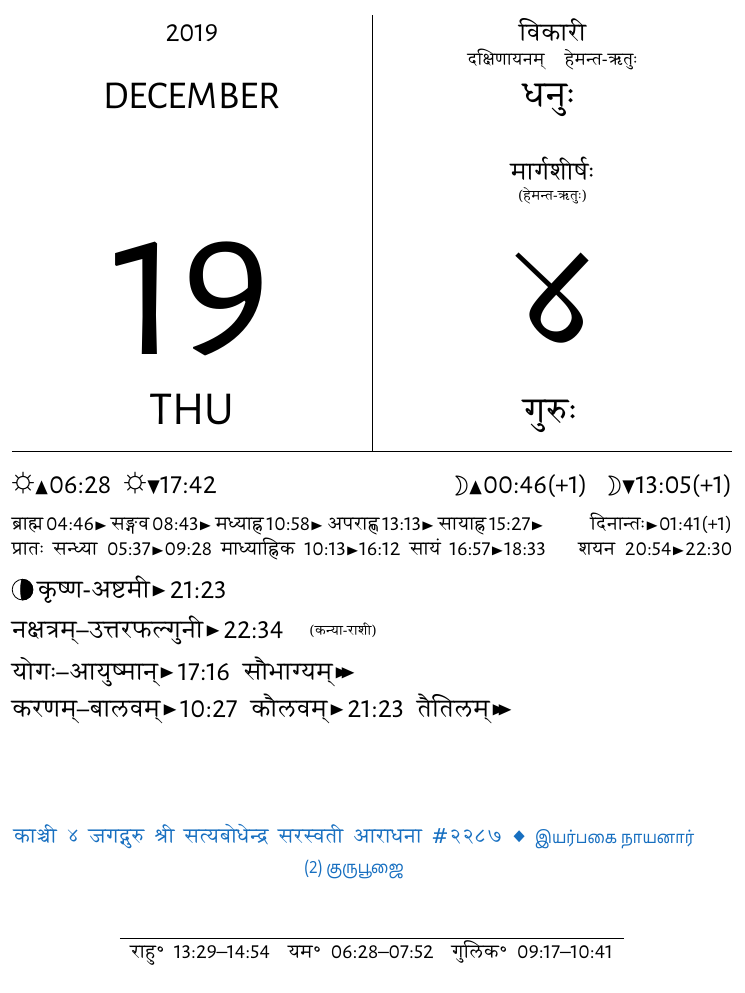 2019
DECEMBER
19
THU
विकारी
दक्षिणायनम् हेमन्त-ऋतुः
धनुः
मार्गशीर्षः
(हेमन्त-ऋतुः)
४
गुरुः
☼▲06:28 ☼▼17:42 ☽▲00:46(+1) ☽▼13:05(+1)
ब्राह्म 04:46► सङ्गव 08:43► मध्याह्न 10:58► अपराह्ण 13:13► सायाह्न 15:27► दिनान्तः►01:41(+1)
प्रातः सन्ध्या 05:37►09:28 माध्याह्निक 10:13►16:12 सायं 16:57►18:33 शयन 20:54►22:30
कृष्ण-अष्टमी►21:23
नक्षत्रम्–उत्तरफल्गुनी►22:34 (कन्या-राशी)
योगः–आयुष्मान्►17:16 सौभाग्यम्►►
करणम्–बालवम्►10:27 कौलवम्►21:23 तैतिलम्►►
काञ्ची ४ जगद्गुरु श्री सत्यबोधेन्द्र सरस्वती आराधना #२२८७ ◆ இயர்பகை நாயனார்
(2) குருபூஜை
राहु° 13:29–14:54 यम° 06:28–07:52 गुलिक° 09:17–10:41